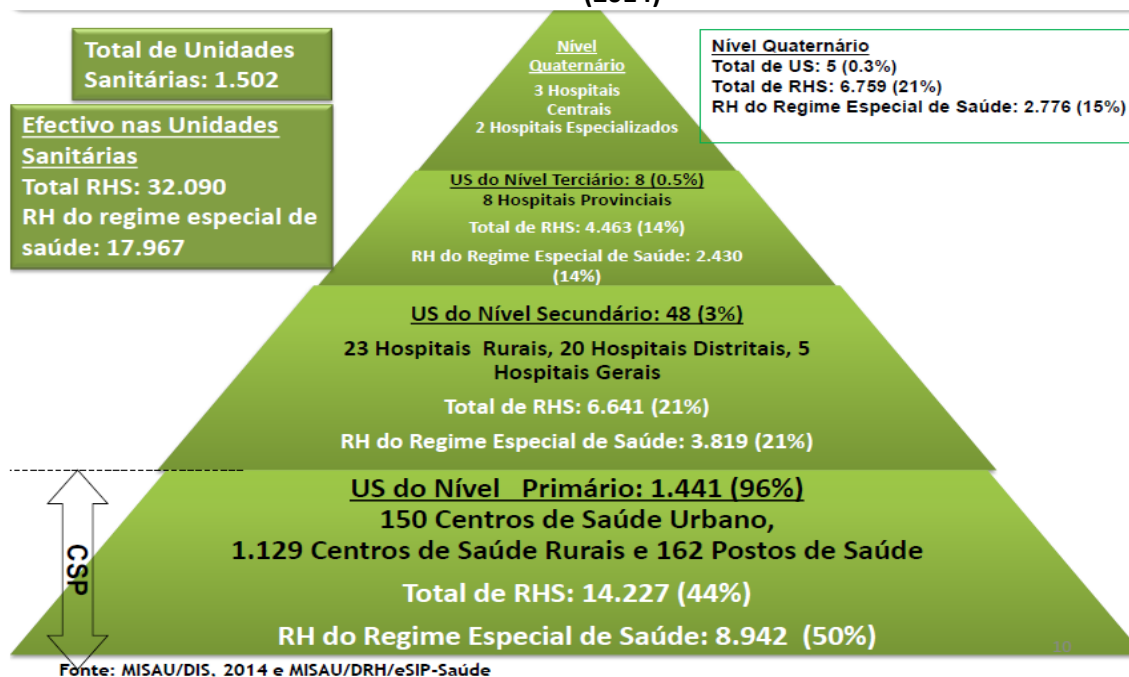 (2014)
Total de Unidades
Sanitárias: 1.502
Efectivo nas Unidades
Sanitárias
Total RHS: 32.090
RH do regime especial de
saúde: 17.967
Nível
Quaternário
3 Hospitais
Centrais
2 Hospitais Especializados
Nível Quaternário
Total de US: 5 (0.3%)
Total de RHS: 6.759 (21%)
RH do Regime Especial de Saúde: 2.776 (15%)
US do Nível Terciário: 8 (0.5%)
8 Hospitais Provinciais
Total de RHS: 4.463 (14%)
RH do Regime Especial de Saúde: 2.430
(14%)
US do Nível Secundário: 48 (3%)
23 Hospitais Rurais, 20 Hospitais Distritais, 5
Hospitais Gerais
Total de RHS: 6.641 (21%)
RH do Regime Especial de Saúde: 3.819 (21%)
CSP
US do Nível Primário: 1.441 (96%)
150 Centros de Saúde Urbano,
1.129 Centros de Saúde Rurais e 162 Postos de Saúde
Total de RHS: 14.227 (44%)
RH do Regime Especial de Saúde: 8.942 (50%)
Fonte: MISAU/DIS, 2014 e MISAU/DRH/eSIP-Saúde